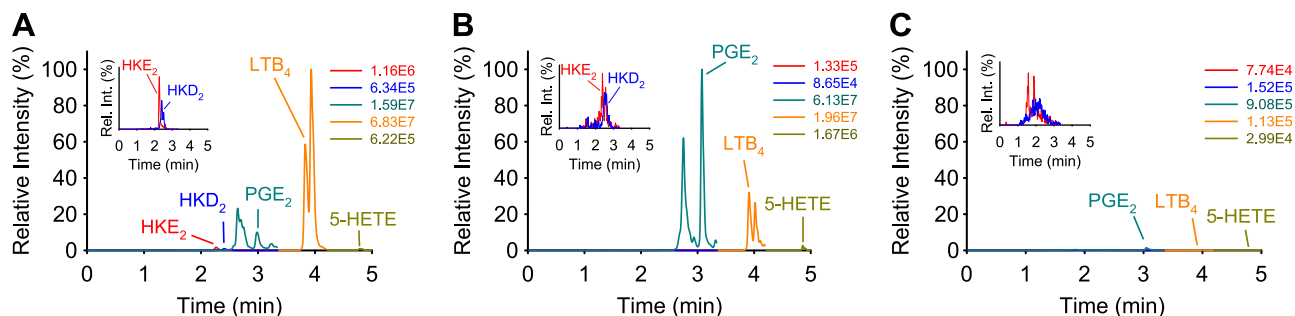 A
Relative Intensity (%)
100
80
60
40
20
0
0 1 2 3 4 5
Time (min)
Rel. Int. (%)
HKE2
HKD2
0 1 2 3 4 5
Time (min)
LTB4
1.16E6
6.34E5
1.59E7
6.83E7
6.22E5
HKE2
HKD2
PGE2
5-HETE
B
Relative Intensity (%)
100
80
60
40
20
0
0 1 2 3 4 5
Time (min)
Rel. Int. (%)
HKE2
HKD2
0 1 2 3 4 5
Time (min)
PGE2
1.33E5
8.65E4
6.13E7
1.96E7
1.67E6
LTB4
5-HETE
C
Relative Intensity (%)
100
80
60
40
20
0
0 1 2 3 4 5
Time (min)
Rel. Int. (%)
0 1 2 3 4 5
Time (min)
7.74E4
1.52E5
9.08E5
1.13E5
2.99E4
PGE2
LTB4
5-HETE